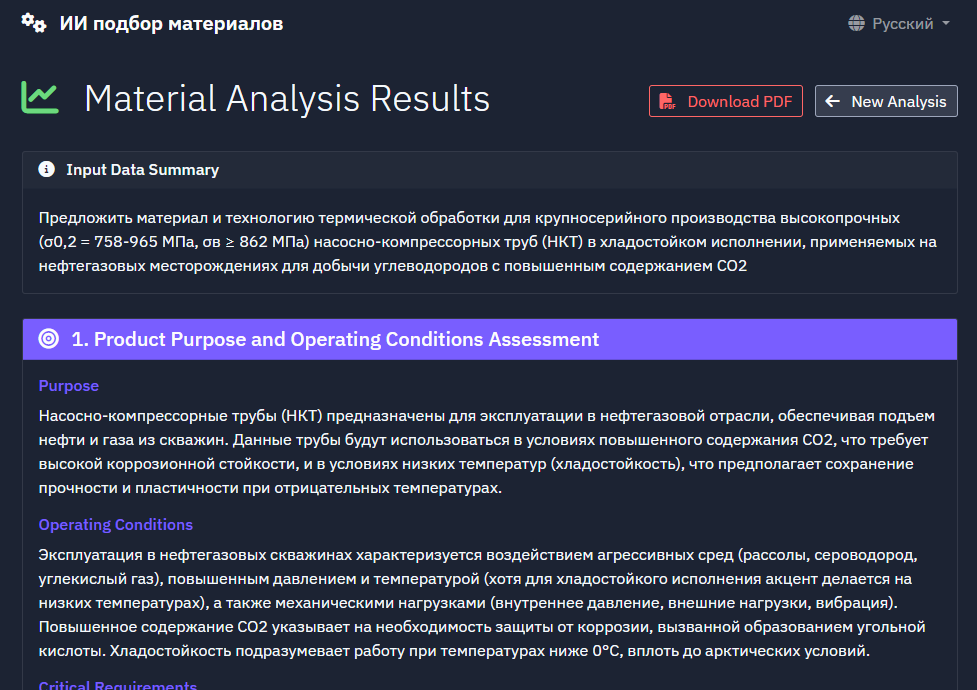 ИИ подбор материалов
Русский
Material Analysis Results
Download PDF
New Analysis
Input Data Summary
Предложить материал и технологию термической обработки для крупносерийного производства высокопрочных
(σ0,2 = 758-965 МПа, σв ≥ 862 МПа) насосно-компрессорных труб (НКТ) в хладостойком исполнении, применяемых на
нефтегазовых месторождениях для добычи углеводородов с повышенным содержанием СО2
1. Product Purpose and Operating Conditions Assessment
Purpose
Насосно-компрессорные трубы (НКТ) предназначены для эксплуатации в нефтегазовой отрасли, обеспечивая подъем
нефти и газа из скважин. Данные трубы будут использоваться в условиях повышенного содержания CO2, что требует
высокой коррозионной стойкости, и в условиях низких температур (хладостойкость), что предполагает сохранение
прочности и пластичности при отрицательных температурах.
Operating Conditions
Эксплуатация в нефтегазовых скважинах характеризуется воздействием агрессивных сред (рассолы, сероводород,
углекислый газ), повышенным давлением и температурой (хотя для хладостойкого исполнения акцент делается на
низких температурах), а также механическими нагрузками (внутреннее давление, внешние нагрузки, вибрация).
Повышенное содержание CO2 указывает на необходимость защиты от коррозии, вызванной образованием угольной
кислоты. Хладостойкость подразумевает работу при температурах ниже 0°C, вплоть до арктических условий.
Critical Requirements